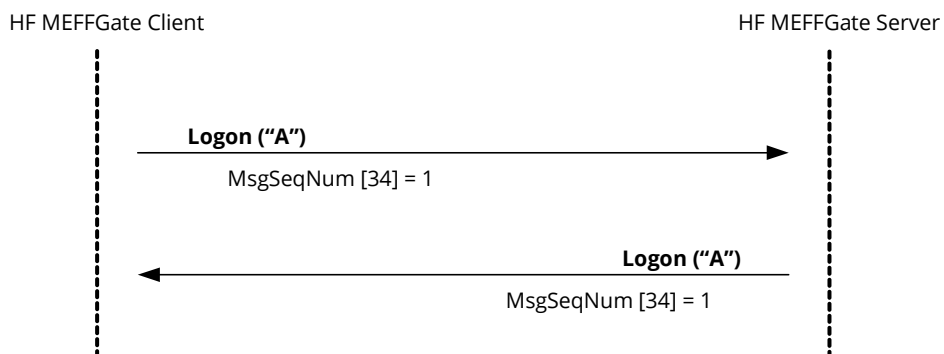 HF MEFFGate Client
HF MEFFGate Server
Logon (“A”)
MsgSeqNum [34] = 1
Logon (“A”)
MsgSeqNum [34] = 1